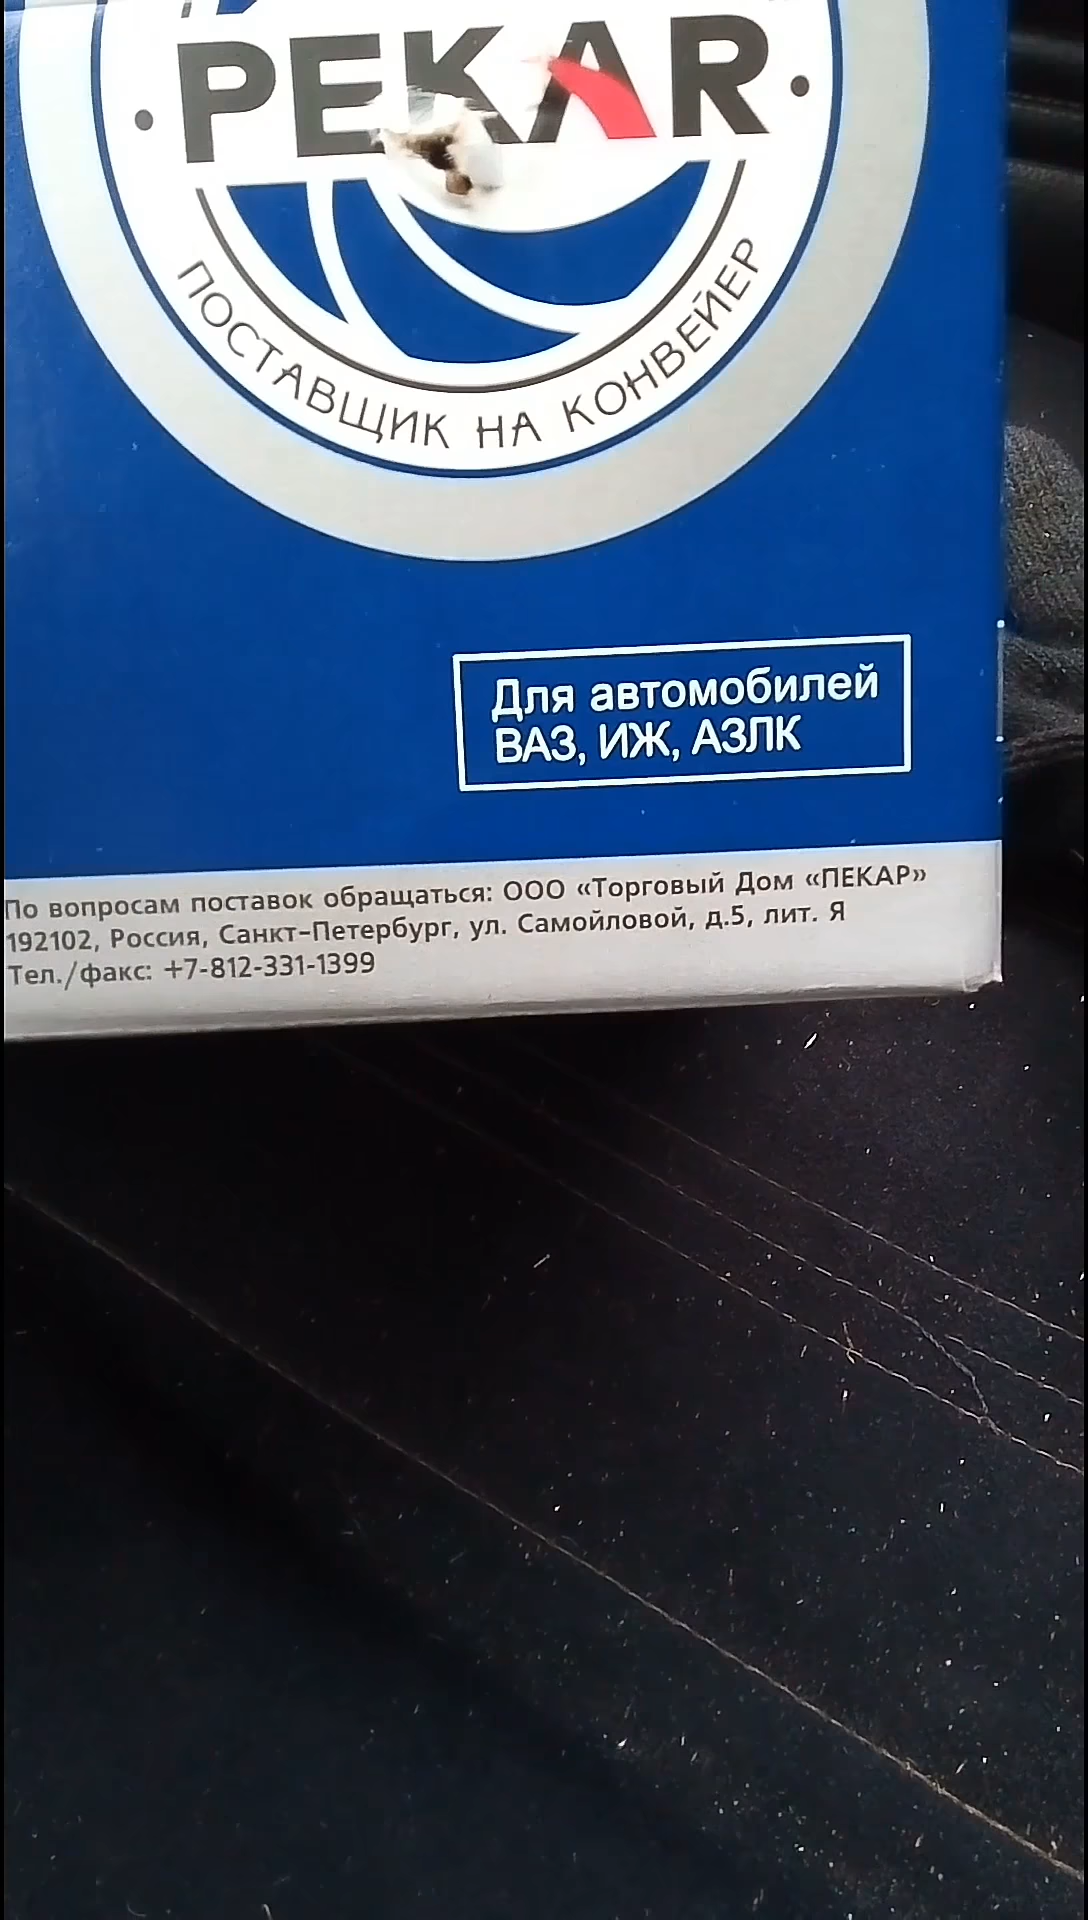 PEKAR
ПОСТАВЩИК НА КОНВЕЙЕР
Для автомобилей
ВАЗ, ИЖ, АЗЛК
По вопросам поставок обращаться: ООО «Торговый Дом «ПЕКАР»
192102, Россия, Санкт-Петербург, ул. Самойловой, д.5, лит. Я
Тел./факс: +7-812-331-1399